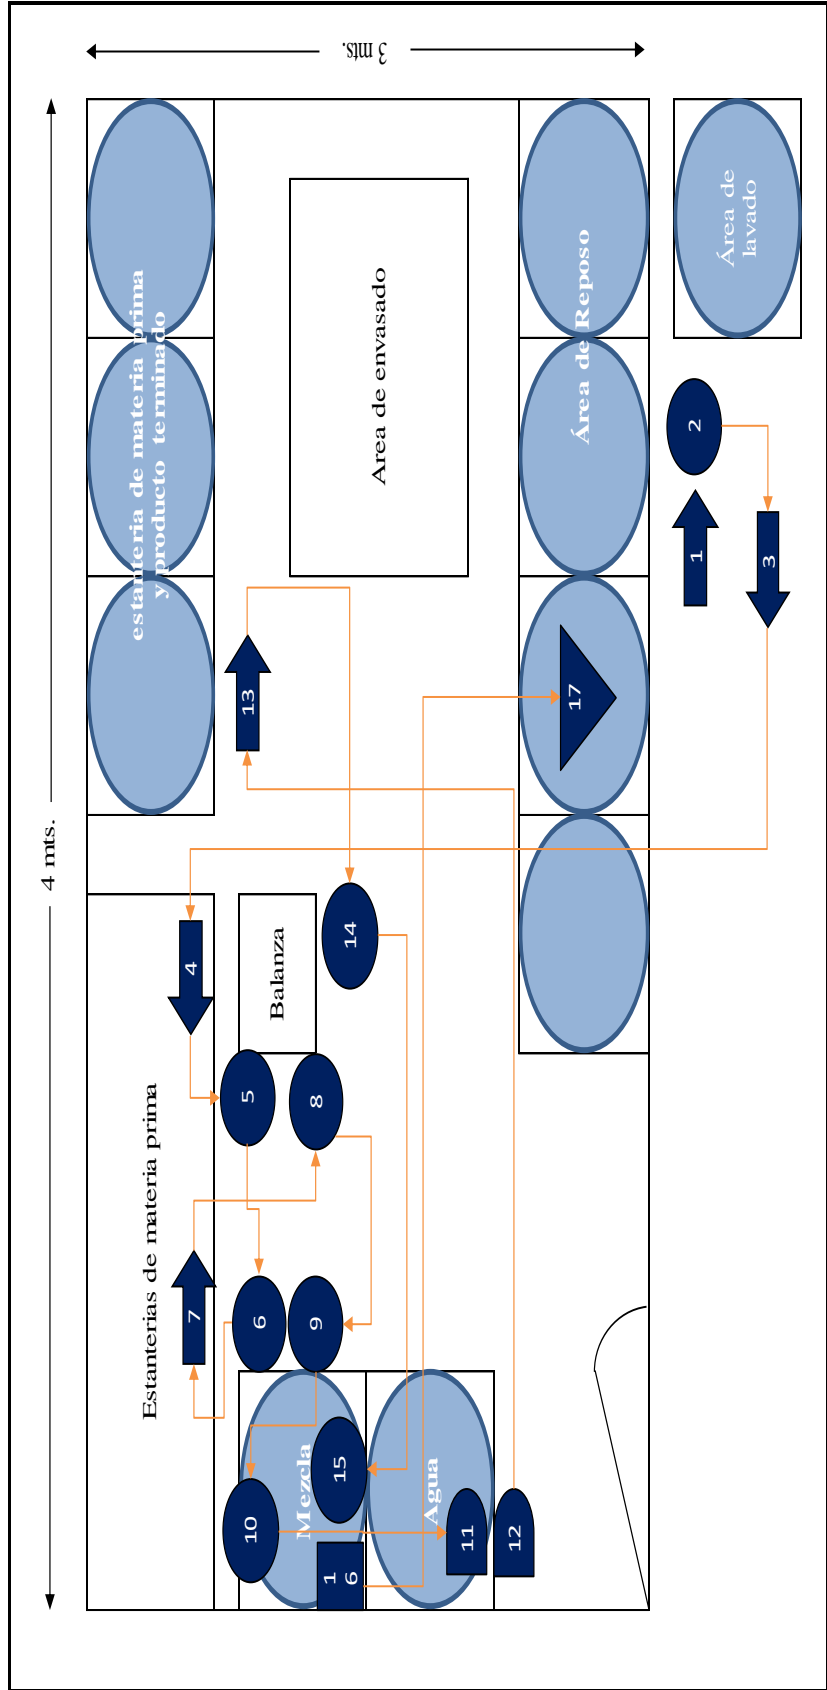 3 mts.
4 mts.
estanteria de materia prima
y producto terminado
Area de envasado
Área de Reposo
Área de
lavado
Estanterias de materia prima
Balanza
Mezcla
Agua
1
2
3
4
5
6
7
8
9
10
11
12
13
14
15
1
6
17